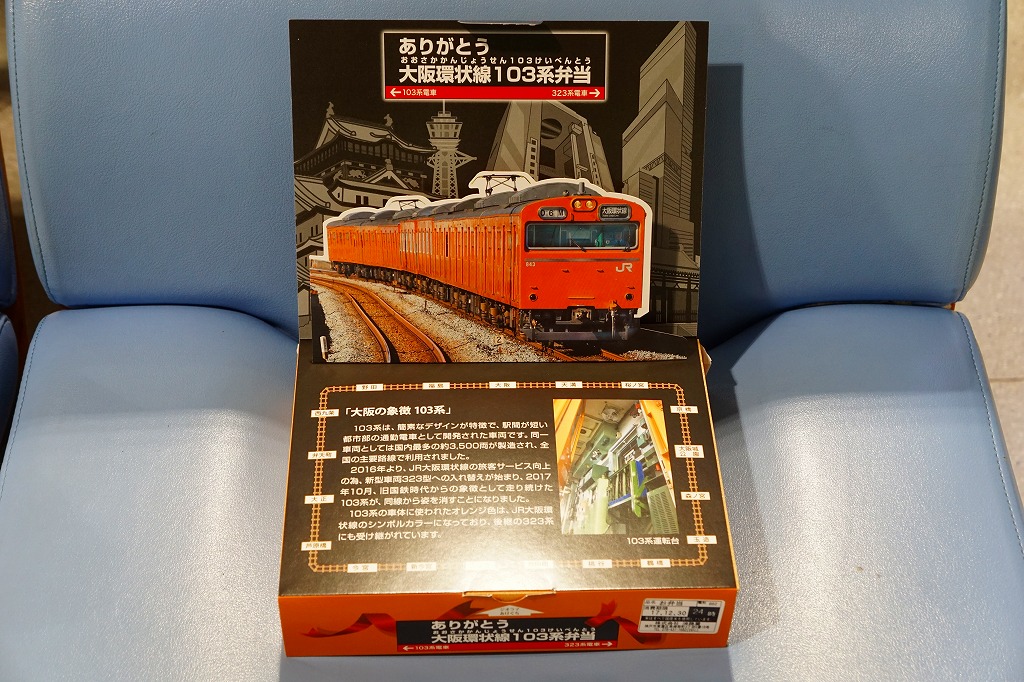 ありがとう
おおさかかんじょうせん103けいべんとう
大阪環状線103系弁当
←103系電車 323系電車→
大阪環状線
943
JR
野田 福島 大阪 天満 桜ノ宮
西九条 京橋
弁天町 大阪城公園
大正 森ノ宮
芦原橋 玉造
今宮 新今宮 桃谷 鶴橋
「大阪の象徴 103系」
103系は、簡素なデザインが特徴で、駅間が短い
都市部の通勤電車として開発された車両です。同一
車両としては国内最多の約3,500両が製造され、全
国の主要路線で利用されました。
2016年より、JR大阪環状線の旅客サービス向上
の為、新型車両323型への入れ替えが始まり、2017
年10月、旧国鉄時代からの象徴として走り続けた
103系が、同線から姿を消すことになりました。
103系の車体に使われたオレンジ色は、JR大阪環
状線のシンボルカラーになっており、後継の323系
にも受け継がれています。
103系運転台
ありがとう
おおさかかんじょうせん103けいべんとう
大阪環状線103系弁当
←103系電車 323系電車→
お弁当
消費期限
17.12.30 24時